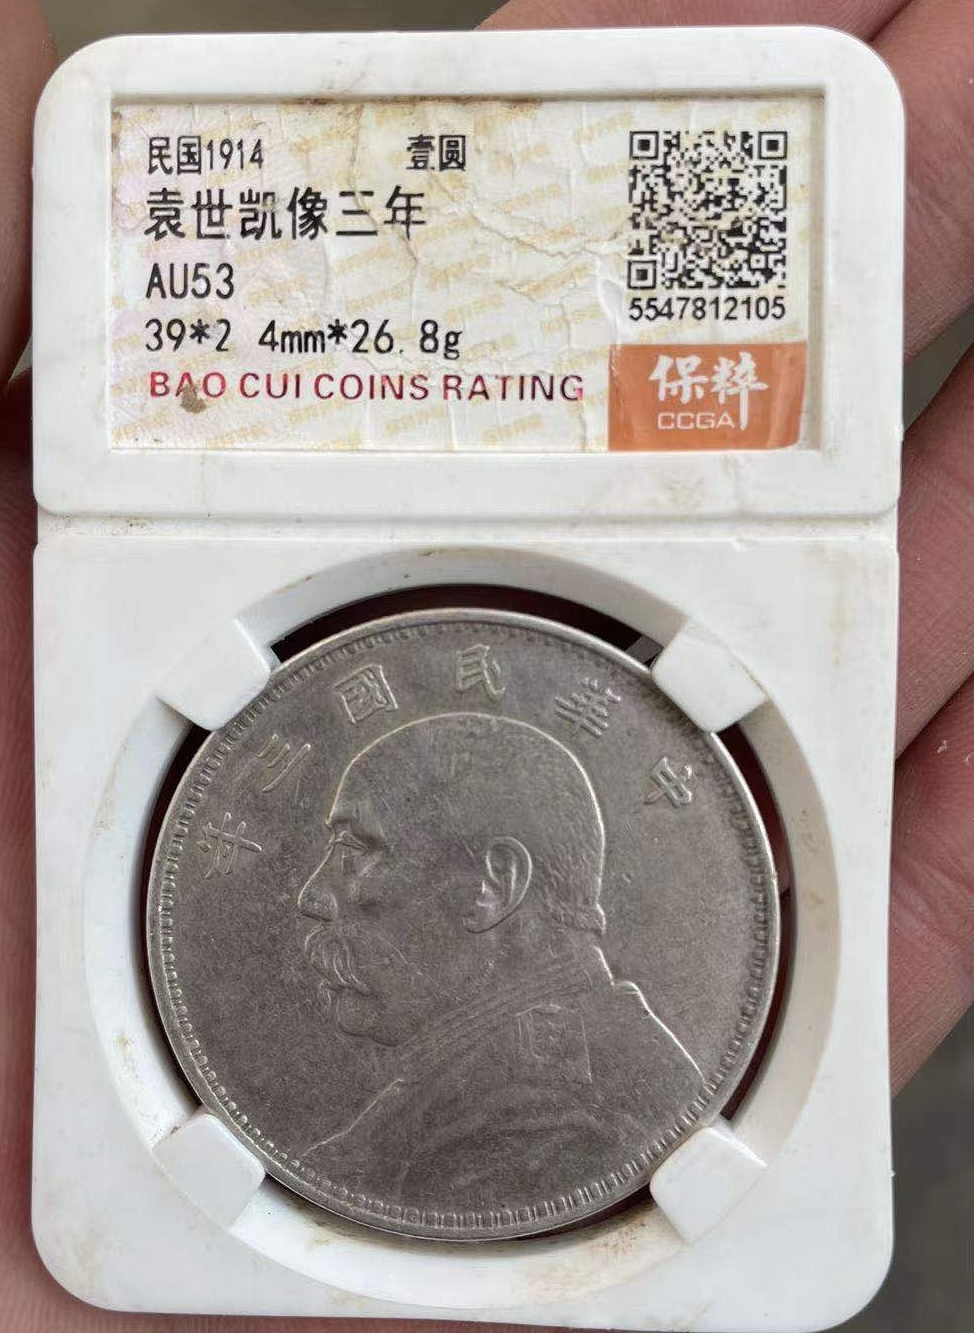 民国1914 壹圆
袁世凯像三年
AU53
39*2 4mm*26.8g
BAO CUI COINS RATING
5547812105
保粹
CCGA
年三國民華中